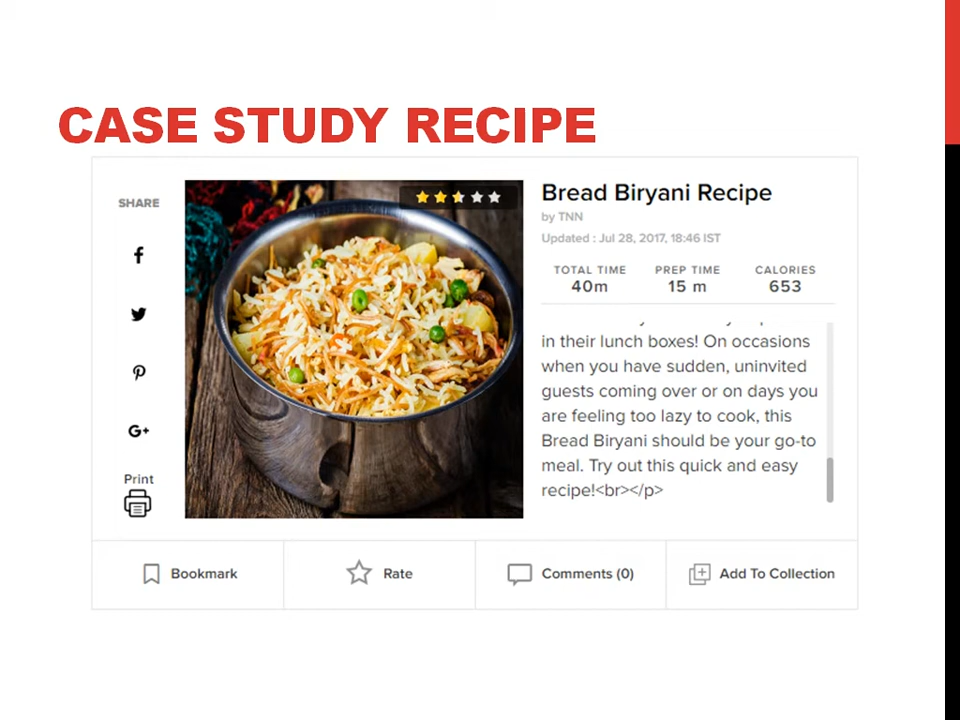 CASE STUDY RECIPE
SHARE
Print
Bread Biryani Recipe
by TNN
Updated : Jul 28, 2017, 18:46 IST
TOTAL TIME PREP TIME CALORIES
40m 15 m 653
in their lunch boxes! On occasions
when you have sudden, uninvited
guests coming over or on days you
are feeling too lazy to cook, this
Bread Biryani should be your go-to
meal. Try out this quick and easy
recipe!<br></p>
Bookmark Rate Comments (0) Add To Collection